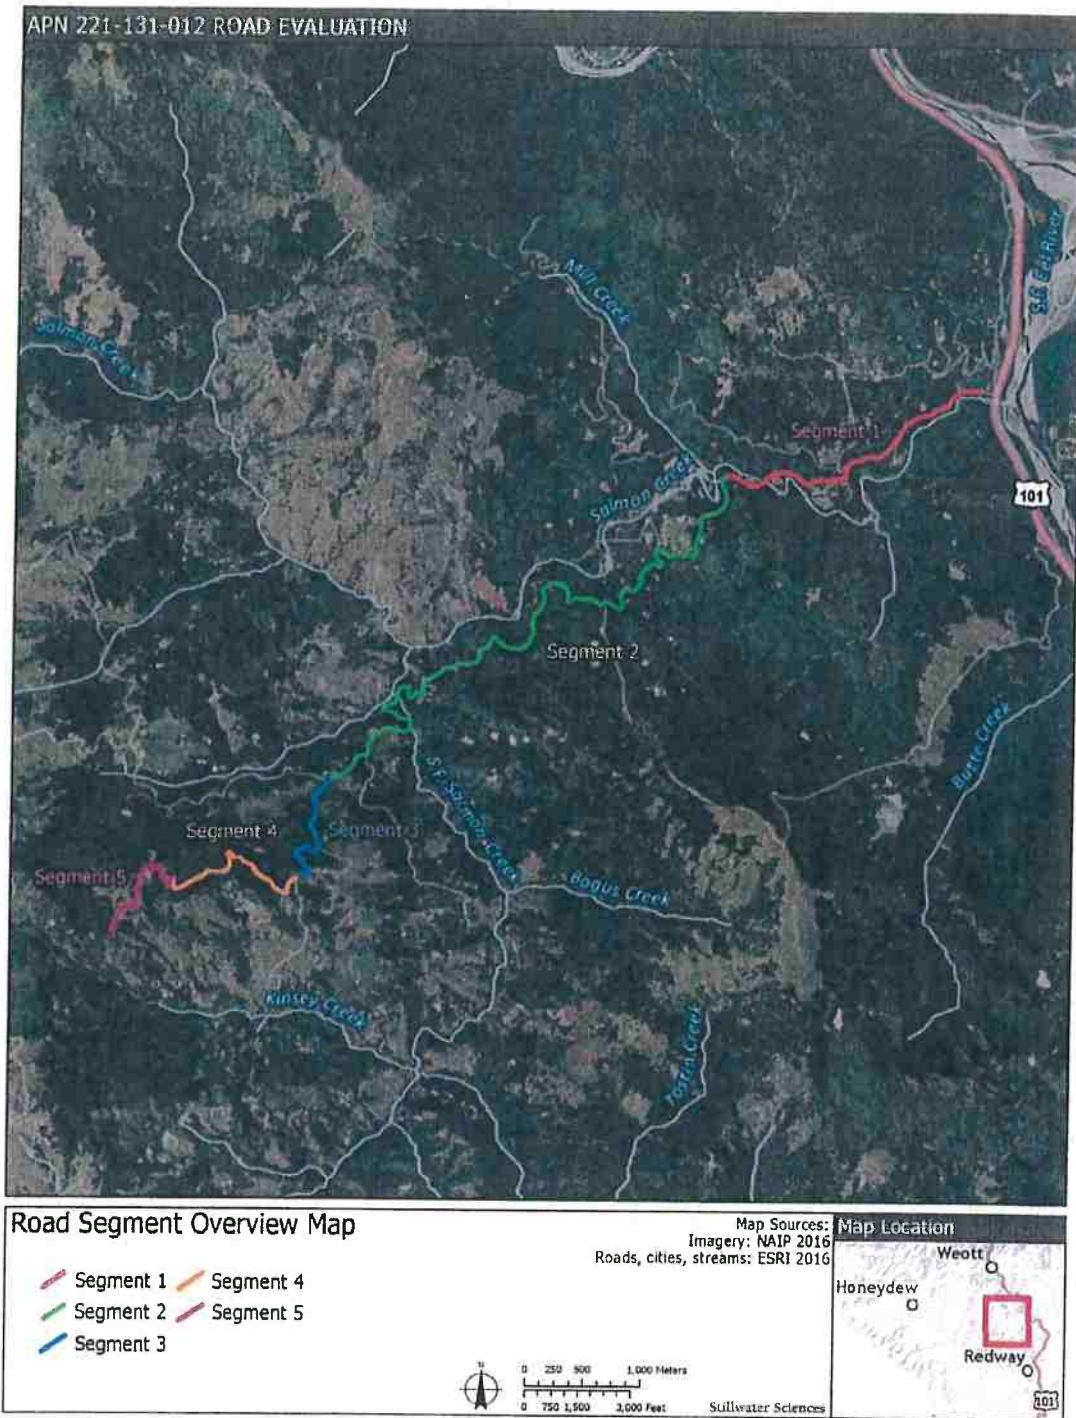 APN 221-131-012 ROAD EVALUATION
Mill Creek
S.F. Eel River
Salmon Creek
Segment 1
Salmon Creek
101
Segment 2
Butte Creek
S.F. Salmon Creek
Segment 4
Segment 3
Segment 5
Bogus Creek
Kinsey Creek
Tostin Creek
Road Segment Overview Map
Segment 1
Segment 2
Segment 3
Segment 4
Segment 5
N
0 250 500 1,000 Meters
0 750 1,500 3,000 Feet
Map Sources:
Imagery: NAIP 2016
Roads, cities, streams: ESRI 2016
Stillwater Sciences
Map Location
Weott
Honeydew
Redway
101